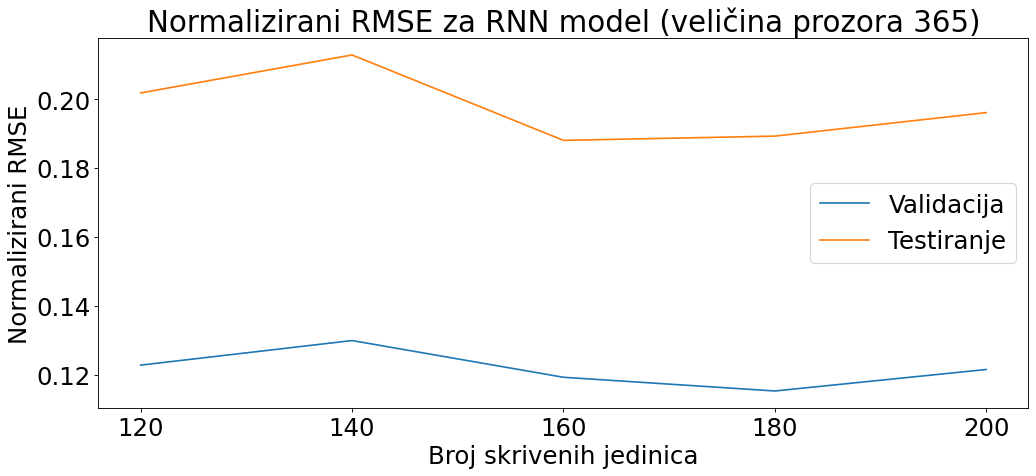 Normalizirani RMSE za RNN model (veličina prozora 365)
Normalizirani RMSE
0.20
0.18
0.16
0.14
0.12
Validacija
Testiranje
120 140 160 180 200
Broj skrivenih jedinica